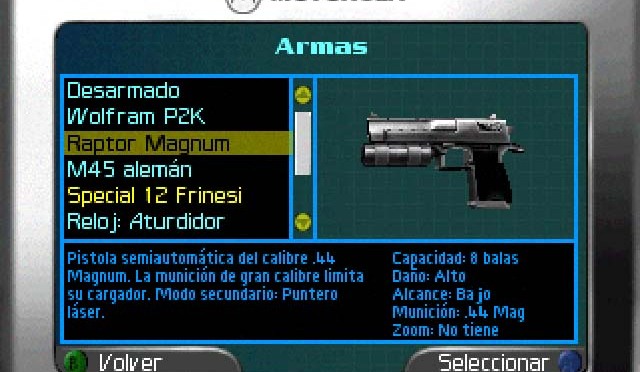 Armas
Desarmado
Wolfram P2K
Raptor Magnum
M45 alemán
Special 12 Frinesi
Reloj: Aturdidor
Pistola semiautomática del calibre .44
Magnum. La munición de gran calibre limita
su cargador. Modo secundario: Puntero
láser.
Capacidad: 8 balas
Daño: Alto
Alcance: Bajo
Munición: .44 Mag
Zoom: No tiene
B Volver
Seleccionar